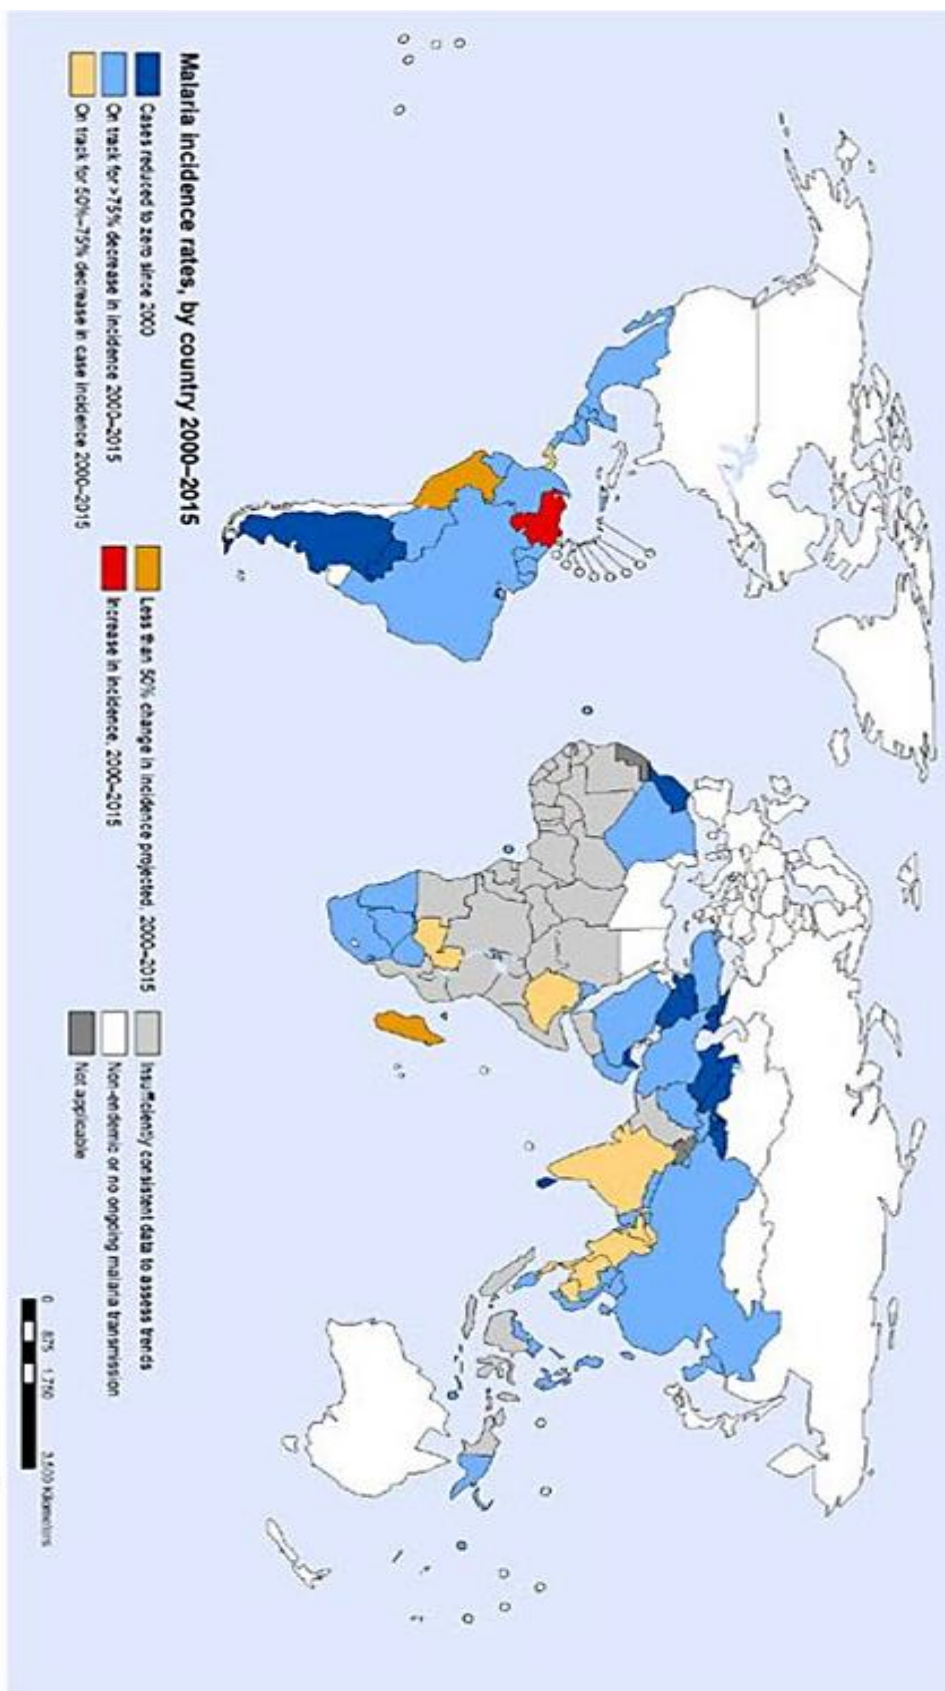 Malaria incidence rates, by country 2000–2015
Cases reduced to zero since 2000
On track for >75% decrease in incidence 2000–2015
On track for 50%–75% decrease in case incidence 2000–2015
Less than 50% change in incidence projected, 2000–2015
Increase in incidence, 2000–2015
Insufficiently consistent data to assess trends
Non-endemic or no ongoing malaria transmission
Not applicable
0 875 1,750 3,500 Kilometers